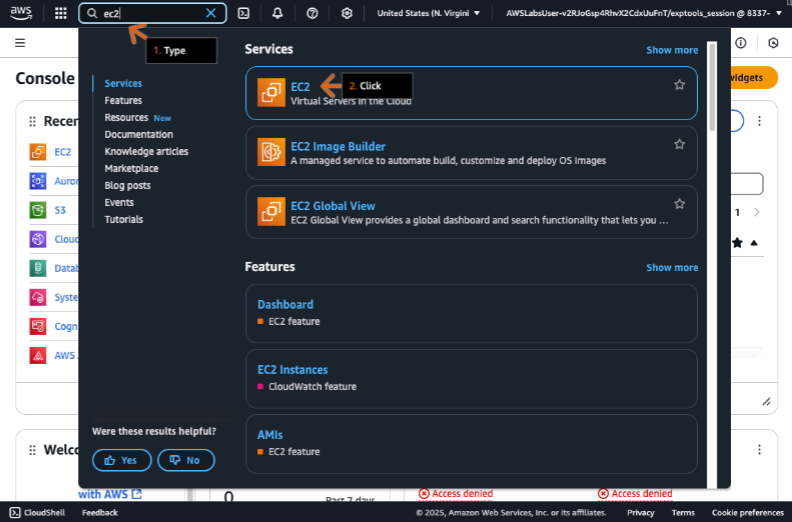 aws
ec2
United States (N. Virgini
AWSLabsUser-v2RJoGsp4RhvX2CdxUuFnT/exptools_session @ 8337-
1. Type
Console
widgets
Recen
EC2
Auror
S3
Cloud
Datab
Syste
Cogn
AWS
Services
Features
Resources New
Documentation
Knowledge articles
Marketplace
Blog posts
Events
Tutorials
Were these results helpful?
Yes
No
Services
Show more
EC2
2. Click
Virtual Servers in the Cloud
EC2 Image Builder
A managed service to automate build, customize and deploy OS images
EC2 Global View
EC2 Global View provides a global dashboard and search functionality that lets you ...
Features
Show more
Dashboard
EC2 feature
EC2 Instances
CloudWatch feature
AMIs
EC2 feature
1
Welco
with AWS
0
Past 7 days
Access denied
Access denied
CloudShell
Feedback
© 2025, Amazon Web Services, Inc. or its affiliates.
Privacy
Terms
Cookie preferences